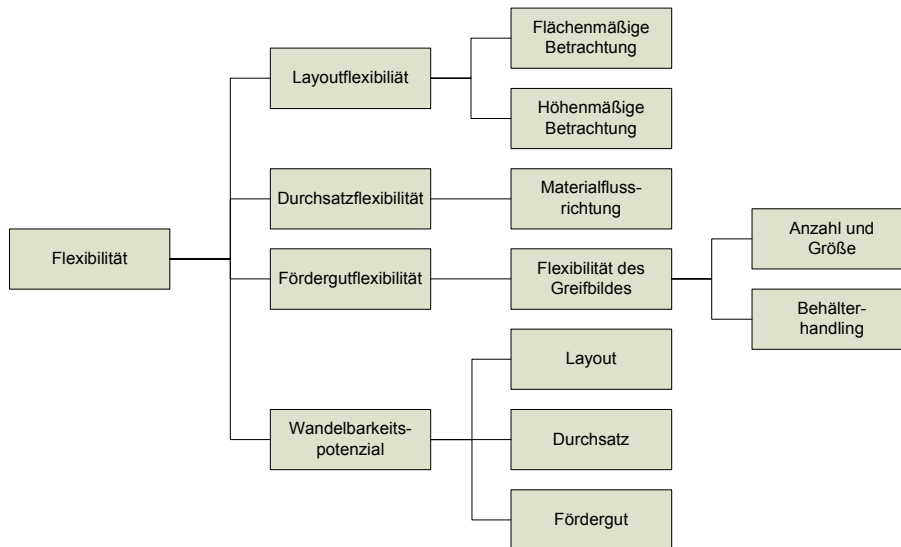 Flexibilität
Layoutflexibiliät
Flächenmäßige
Betrachtung
Höhenmäßige
Betrachtung
Durchsatzflexibilität
Materialfluss-
richtung
Fördergutflexibilität
Flexibilität des
Greifbildes
Anzahl und
Größe
Behälter-
handling
Wandelbarkeits-
potenzial
Layout
Durchsatz
Fördergut